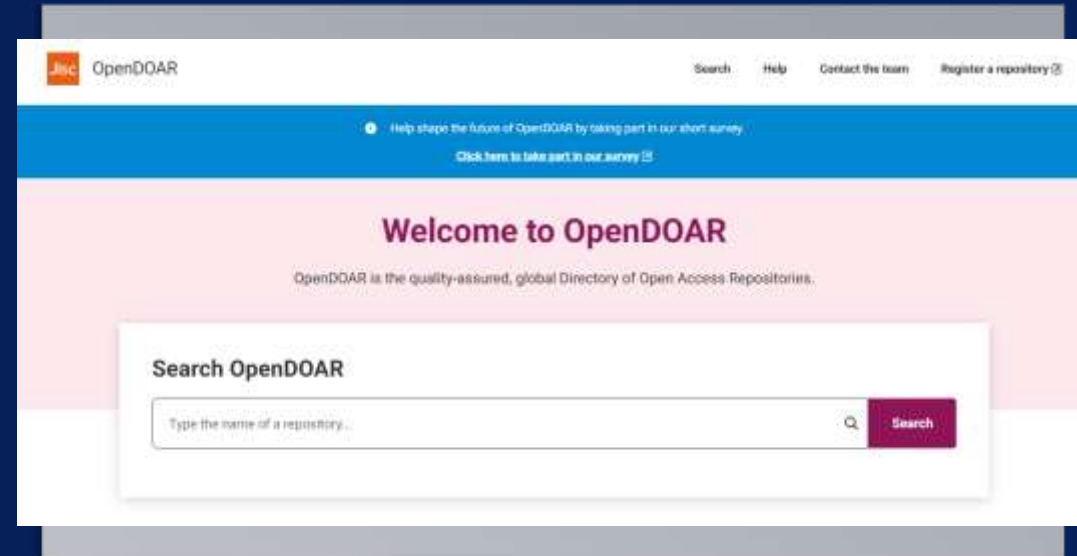 Jisc OpenDOAR
Search Help Contact the team Register a repository
Help shape the future of OpenDOAR by taking part in our short survey.
Click here to take part in our survey
Welcome to OpenDOAR
OpenDOAR is the quality-assured, global Directory of Open Access Repositories.
Search OpenDOAR
Type the name of a repository...
Search